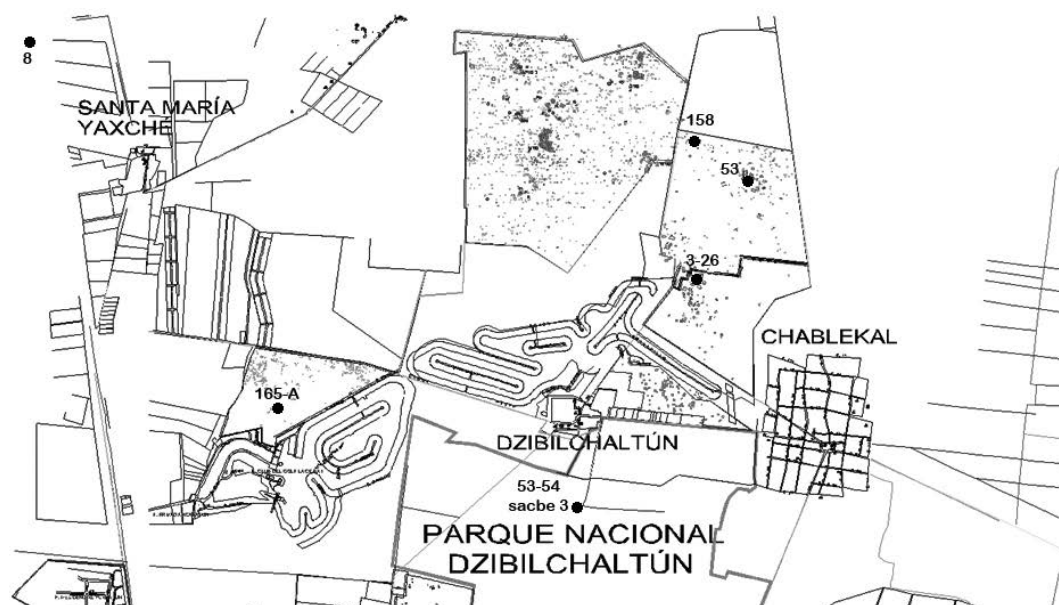 8
SANTA MARÍA
YAXCHÉ
158
53
3-26
CHABLEKAL
165-A
DZIBILCHALTÚN
53-54
sacbe 3
PARQUE NACIONAL
DZIBILCHALTÚN